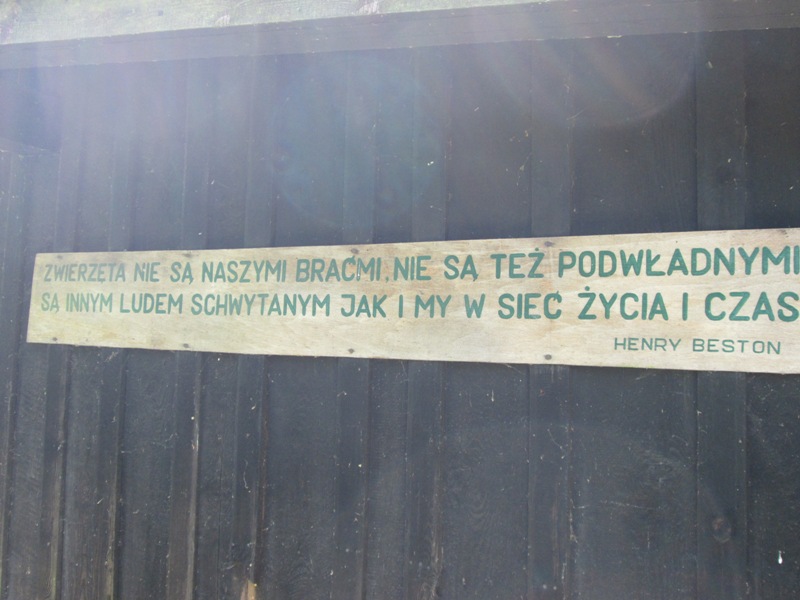 ZWIERZĘTA NIE SĄ NASZYMI BRAĆMI, NIE SĄ TEŻ PODWŁADNYMI
SĄ INNYM LUDEM SCHWYTANYM JAK I MY W SIEĆ ŻYCIA I CZAS
HENRY BESTON